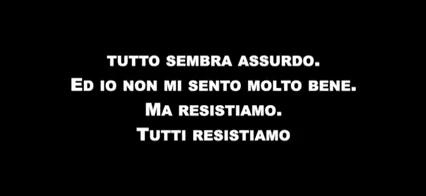 TUTTO SEMBRA ASSURDO.
ED IO NON MI SENTO MOLTO BENE.
MA RESISTIAMO.
TUTTI RESISTIAMO